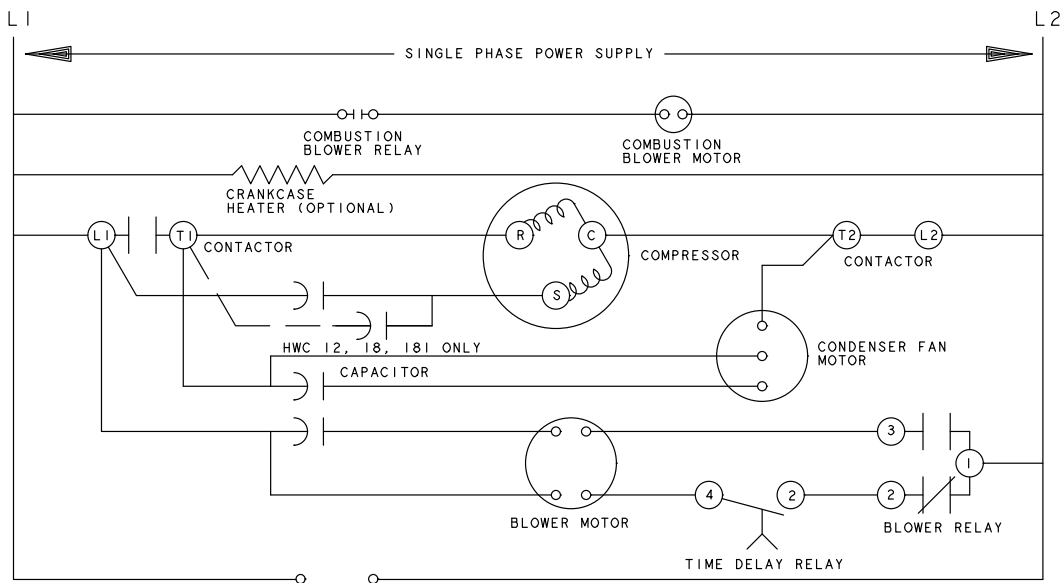 L1
L2
SINGLE PHASE POWER SUPPLY
COMBUSTION
BLOWER RELAY
COMBUSTION
BLOWER MOTOR
CRANKCASE
HEATER (OPTIONAL)
L1
T1
CONTACTOR
R
C
COMPRESSOR
T2
L2
CONTACTOR
S
HWC 12, 18, 181 ONLY
CONDENSER FAN
MOTOR
CAPACITOR
3
1
4
2
2
BLOWER MOTOR
BLOWER RELAY
TIME DELAY RELAY